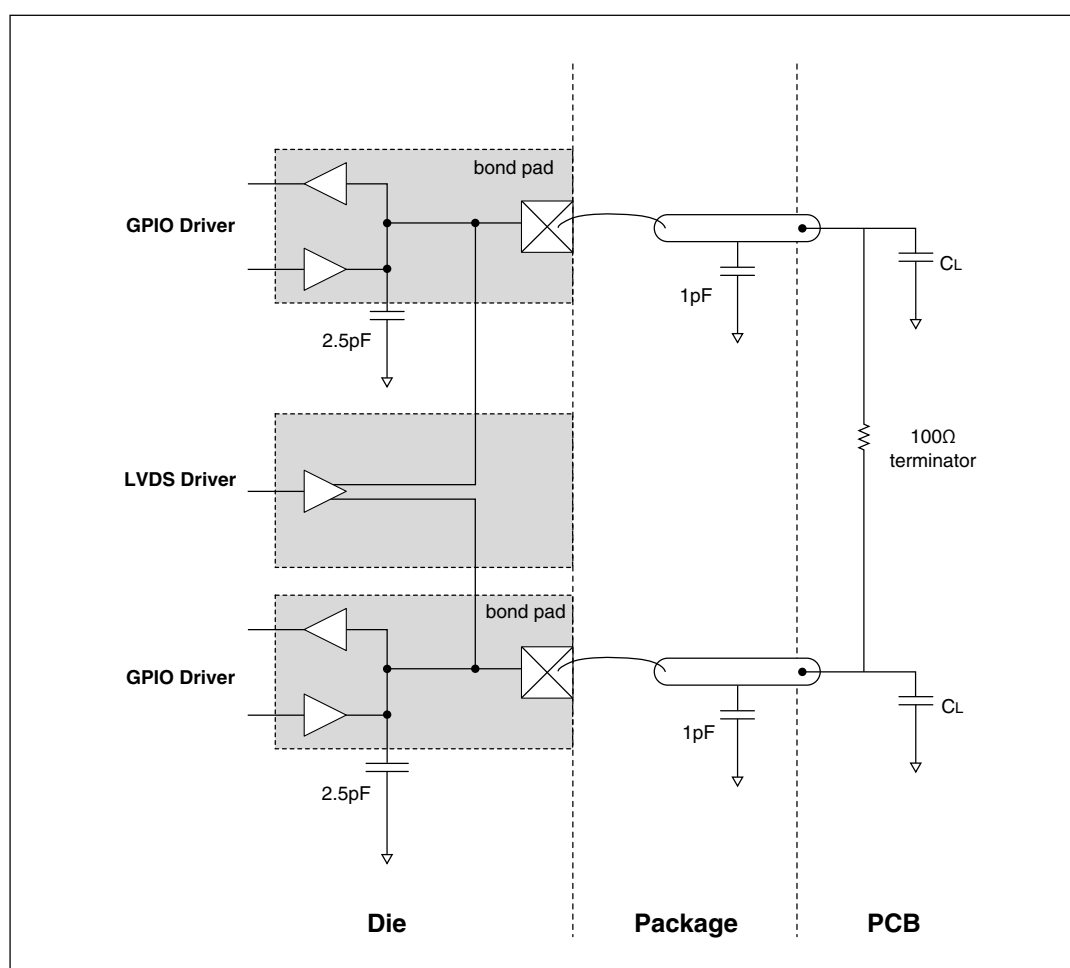 bond pad
GPIO Driver
2.5pF
1pF
CL
LVDS Driver
100Ω
terminator
bond pad
GPIO Driver
2.5pF
1pF
CL
Die
Package
PCB